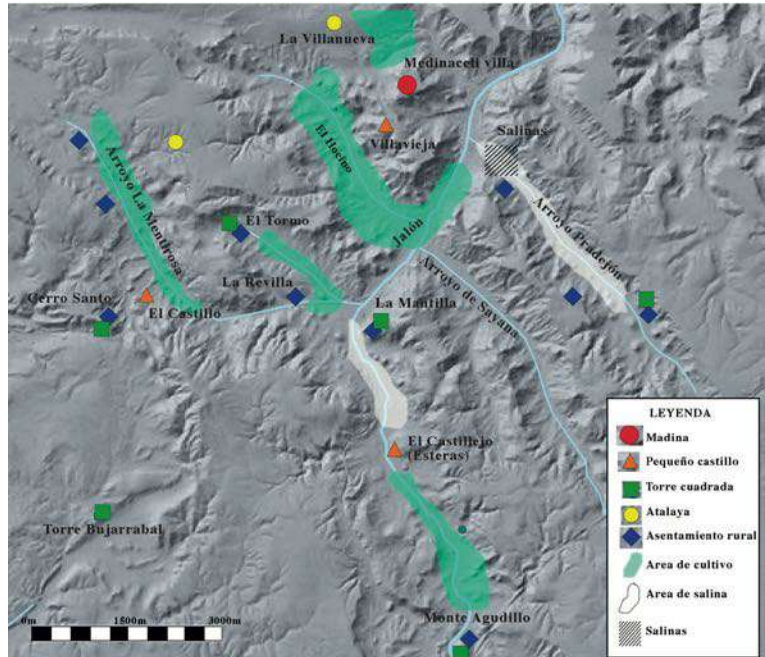 La Villanueva
Medinaceli villa
Villavieja
El Hocino
Salinas
Arroyo La Mentirosa
El Tormo
Jalón
Arroyo Pradejón
La Revilla
Arroyo de Sayana
Cerro Santo
El Castillo
La Mantilla
El Castillejo
(Esteras)
Torre Bujarrabal
Monte Agudillo
0m 1500m 3000m
LEYENDA
Madina
Pequeño castillo
Torre cuadrada
Atalaya
Asentamiento rural
Area de cultivo
Area de salina
Salinas